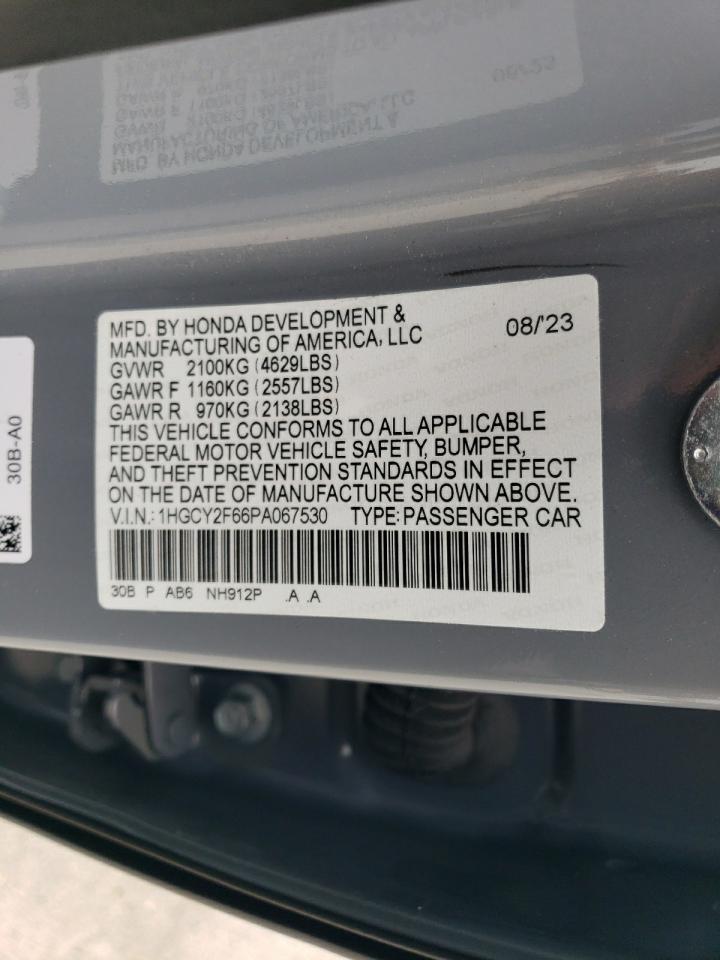 MFD. BY HONDA DEVELOPMENT &
MANUFACTURING OF AMERICA, LLC 08/'23
GVWR 2100KG (4629LBS)
GAWR F 1160KG (2557LBS)
GAWR R 970KG (2138LBS)
THIS VEHICLE CONFORMS TO ALL APPLICABLE
FEDERAL MOTOR VEHICLE SAFETY, BUMPER,
AND THEFT PREVENTION STANDARDS IN EFFECT
ON THE DATE OF MANUFACTURE SHOWN ABOVE.
V.I.N.: 1HGCY2F66PA067530 TYPE: PASSENGER CAR
30B P AB6 NH912P .A .A
30B-A0